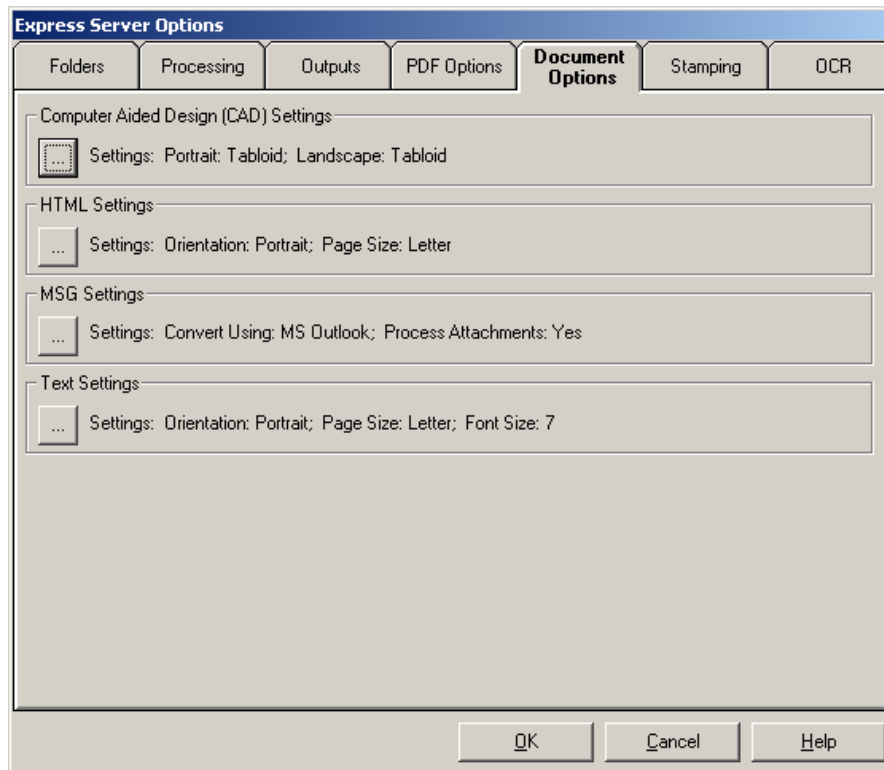 Express Server Options
Folders
Processing
Outputs
PDF Options
Document
Options
Stamping
OCR
Computer Aided Design (CAD) Settings
... Settings: Portrait: Tabloid; Landscape: Tabloid
HTML Settings
... Settings: Orientation: Portrait; Page Size: Letter
MSG Settings
... Settings: Convert Using: MS Outlook; Process Attachments: Yes
Text Settings
... Settings: Orientation: Portrait; Page Size: Letter; Font Size: 7
OK
Cancel
Help